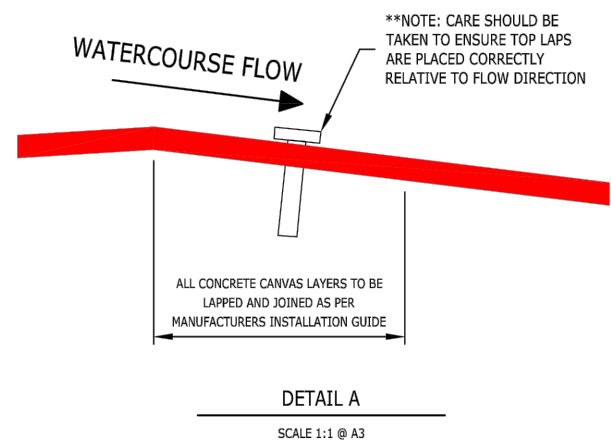 **NOTE: CARE SHOULD BE
TAKEN TO ENSURE TOP LAPS
ARE PLACED CORRECTLY
RELATIVE TO FLOW DIRECTION
WATERCOURSE FLOW
ALL CONCRETE CANVAS LAYERS TO BE
LAPPED AND JOINED AS PER
MANUFACTURERS INSTALLATION GUIDE
DETAIL A
SCALE 1:1 @ A3